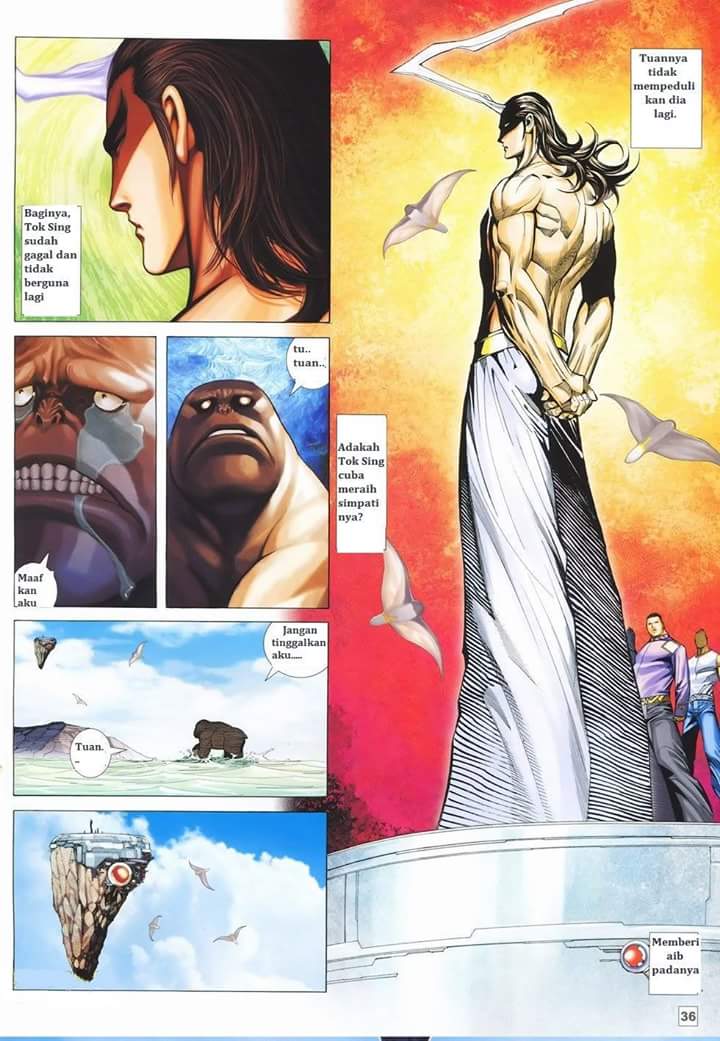 Baginya,
Tok Sing
sudah
gagal dan
tidak
berguna
lagi
Tuannya
tidak
mempeduli
kan dia
lagi.
Maaf
kan
aku
tu..
tuan..
Adakah
Tok Sing
cuba
meraih
simpati
nya?
Jangan
tinggalkan
aku.....
Tuan.
..
Memberi
aib
padanya
36